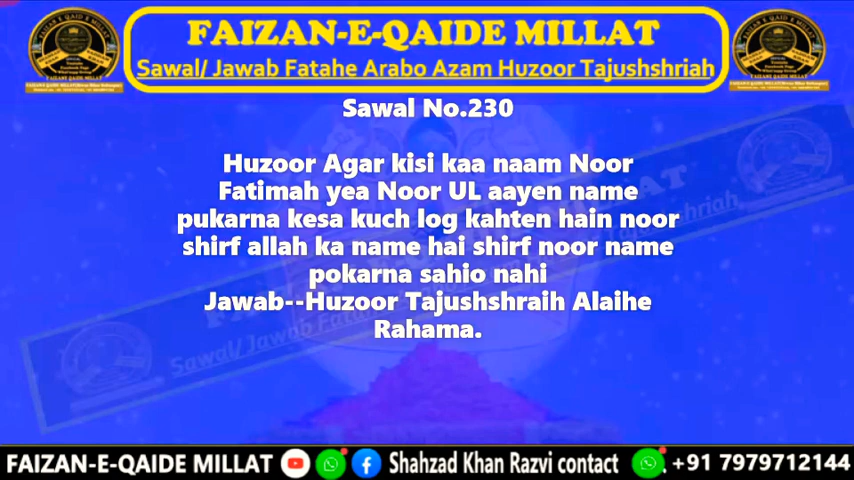 FAIZAN-E-QAIDE MILLAT
Sawal/ Jawab Fatahe Arabo Azam Huzoor Tajushshriah
Sawal No.230
Huzoor Agar kisi kaa naam Noor
Fatimah yea Noor UL aayen name
pukarna kesa kuch log kahten hain noor
shirf allah ka name hai shirf noor name
pokarna sahio nahi
Jawab--Huzoor Tajushshraih Alaihe
Rahama.
FAIZAN-E-QAIDE MILLAT Shahzad Khan Razvi contact +91 7979712144